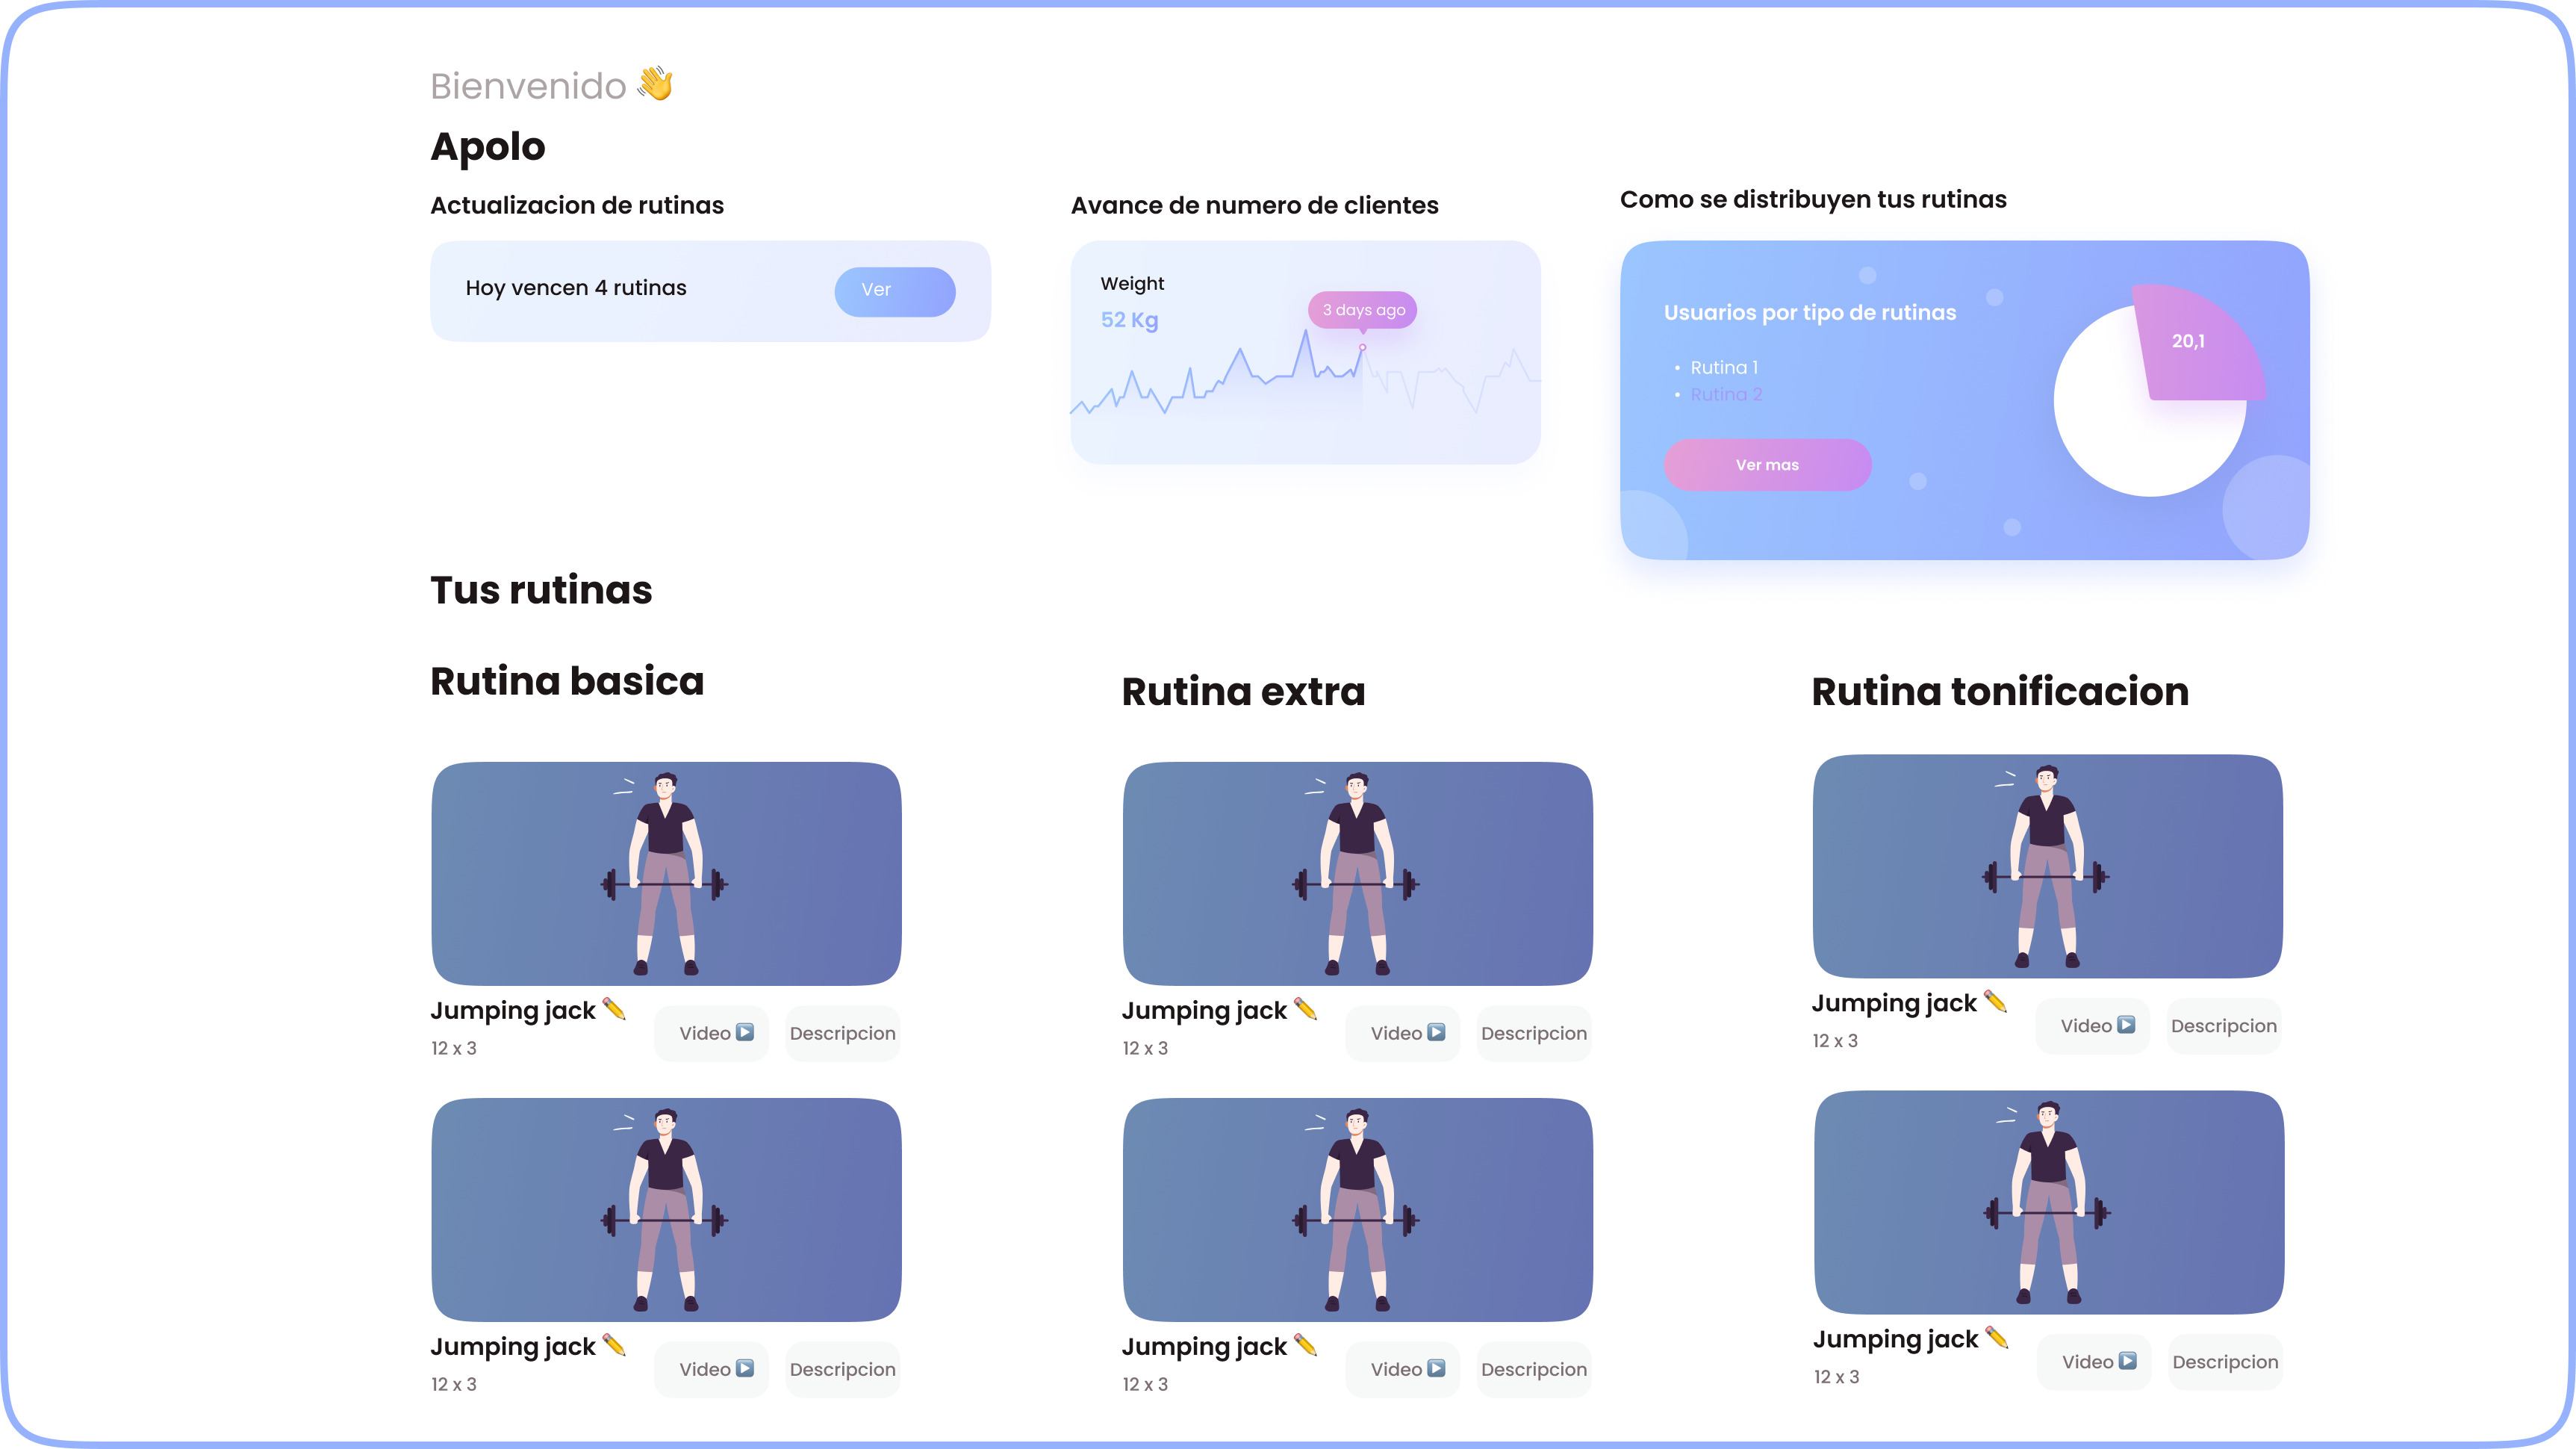 Bienvenido 👋
Apolo
Actualizacion de rutinas
Hoy vencen 4 rutinas
Ver
Avance de numero de clientes
Weight
52 Kg
3 days ago
Como se distribuyen tus rutinas
Usuarios por tipo de rutinas
• Rutina 1
• Rutina 2
Ver mas
20,1
Tus rutinas
Rutina basica
Jumping jack ✏️
12 x 3
Video ▶️
Descripcion
Jumping jack ✏️
12 x 3
Video ▶️
Descripcion
Rutina extra
Jumping jack ✏️
12 x 3
Video ▶️
Descripcion
Jumping jack ✏️
12 x 3
Video ▶️
Descripcion
Rutina tonificacion
Jumping jack ✏️
12 x 3
Video ▶️
Descripcion
Jumping jack ✏️
12 x 3
Video ▶️
Descripcion